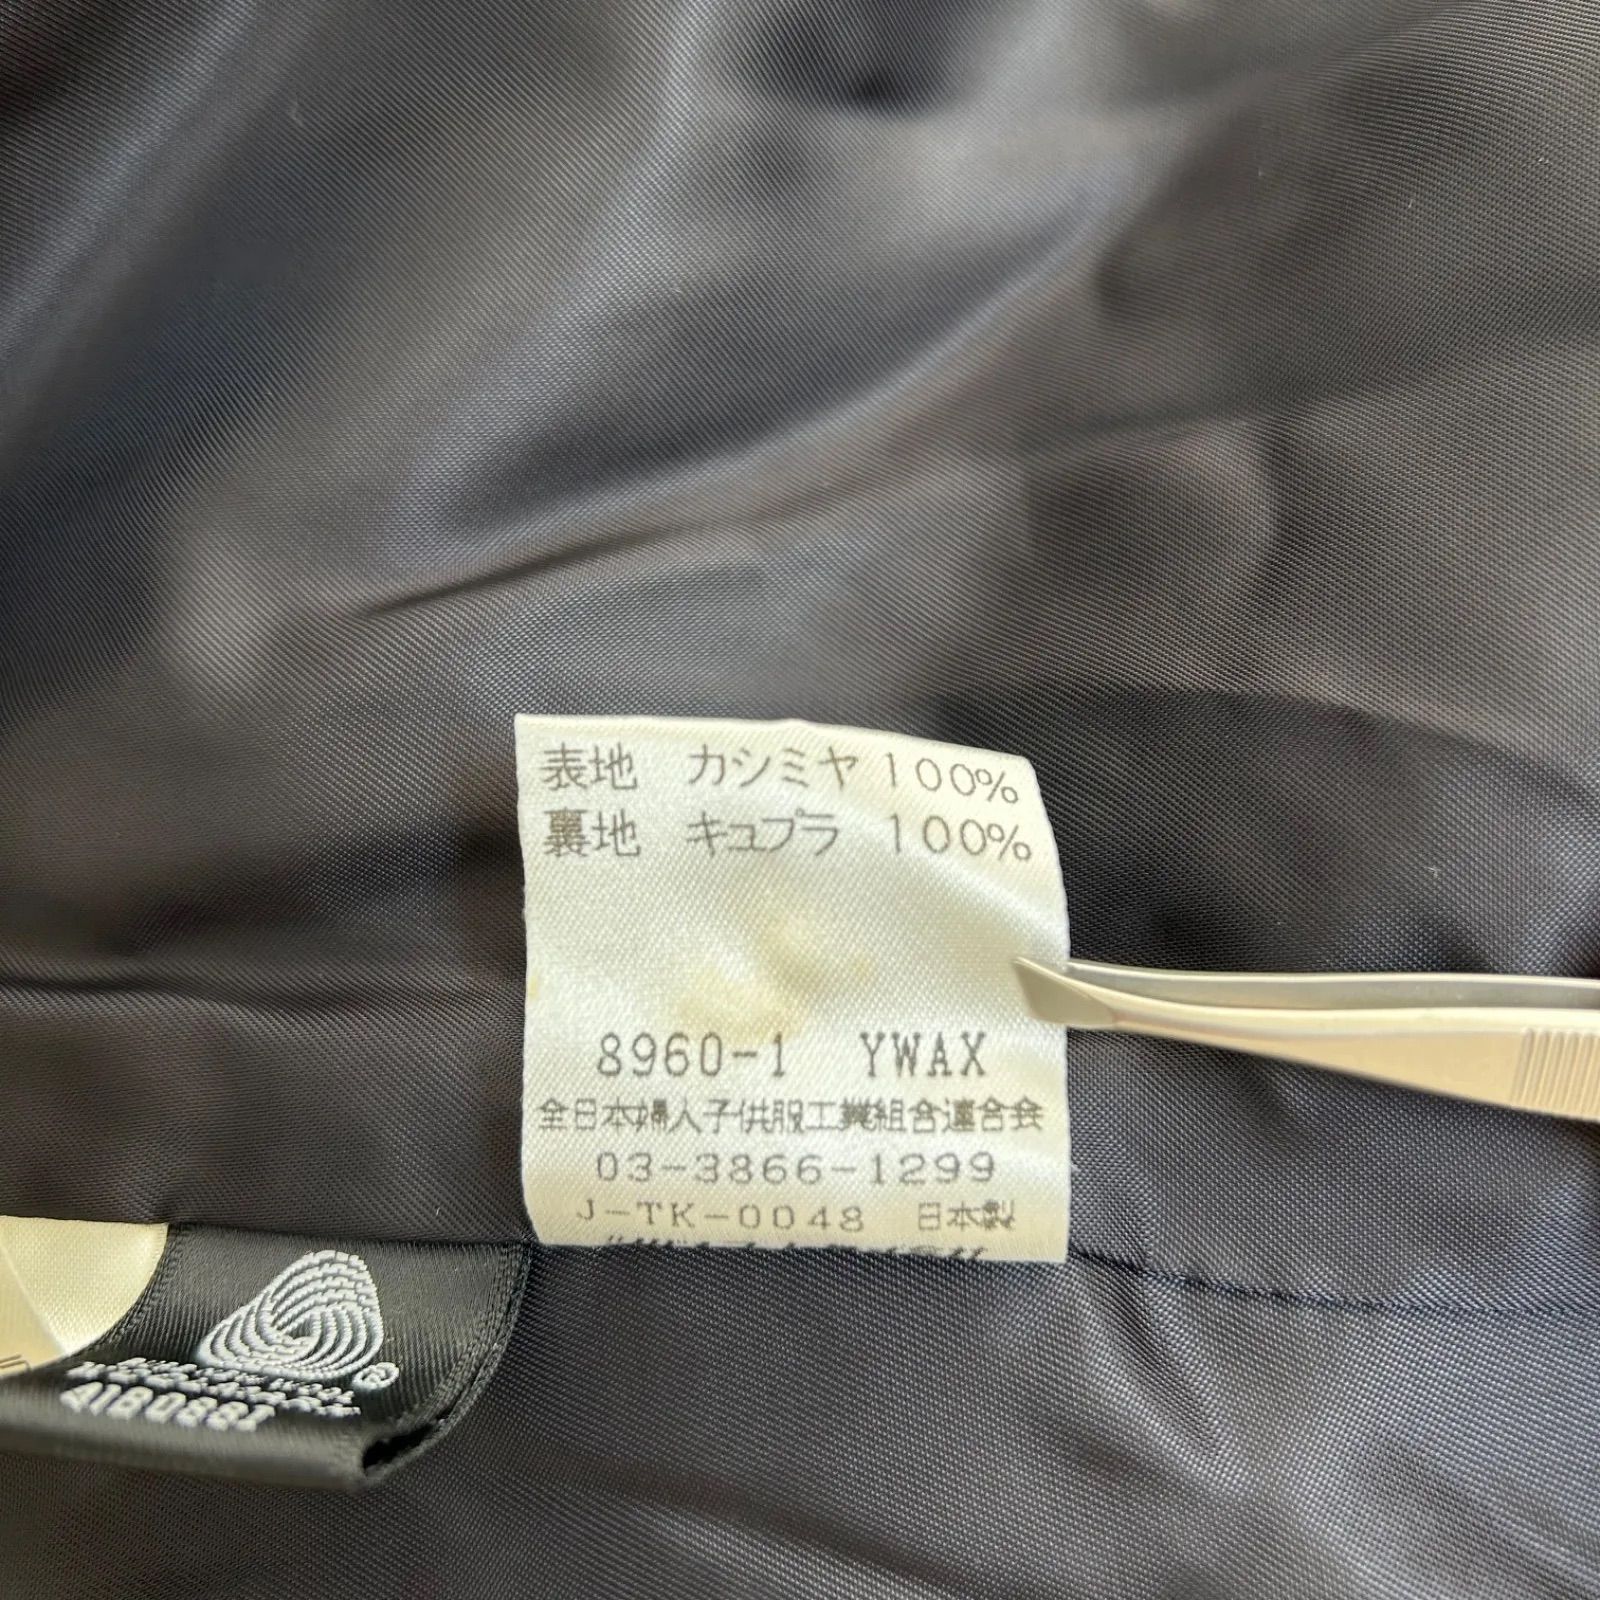 表地 カシミヤ 100%
裏地 キュプラ 100%
8960-1 YWAX
全日本婦人子供服工業組合連合会
03-3866-1299
J-TK-0048 日本製
WOOL
®